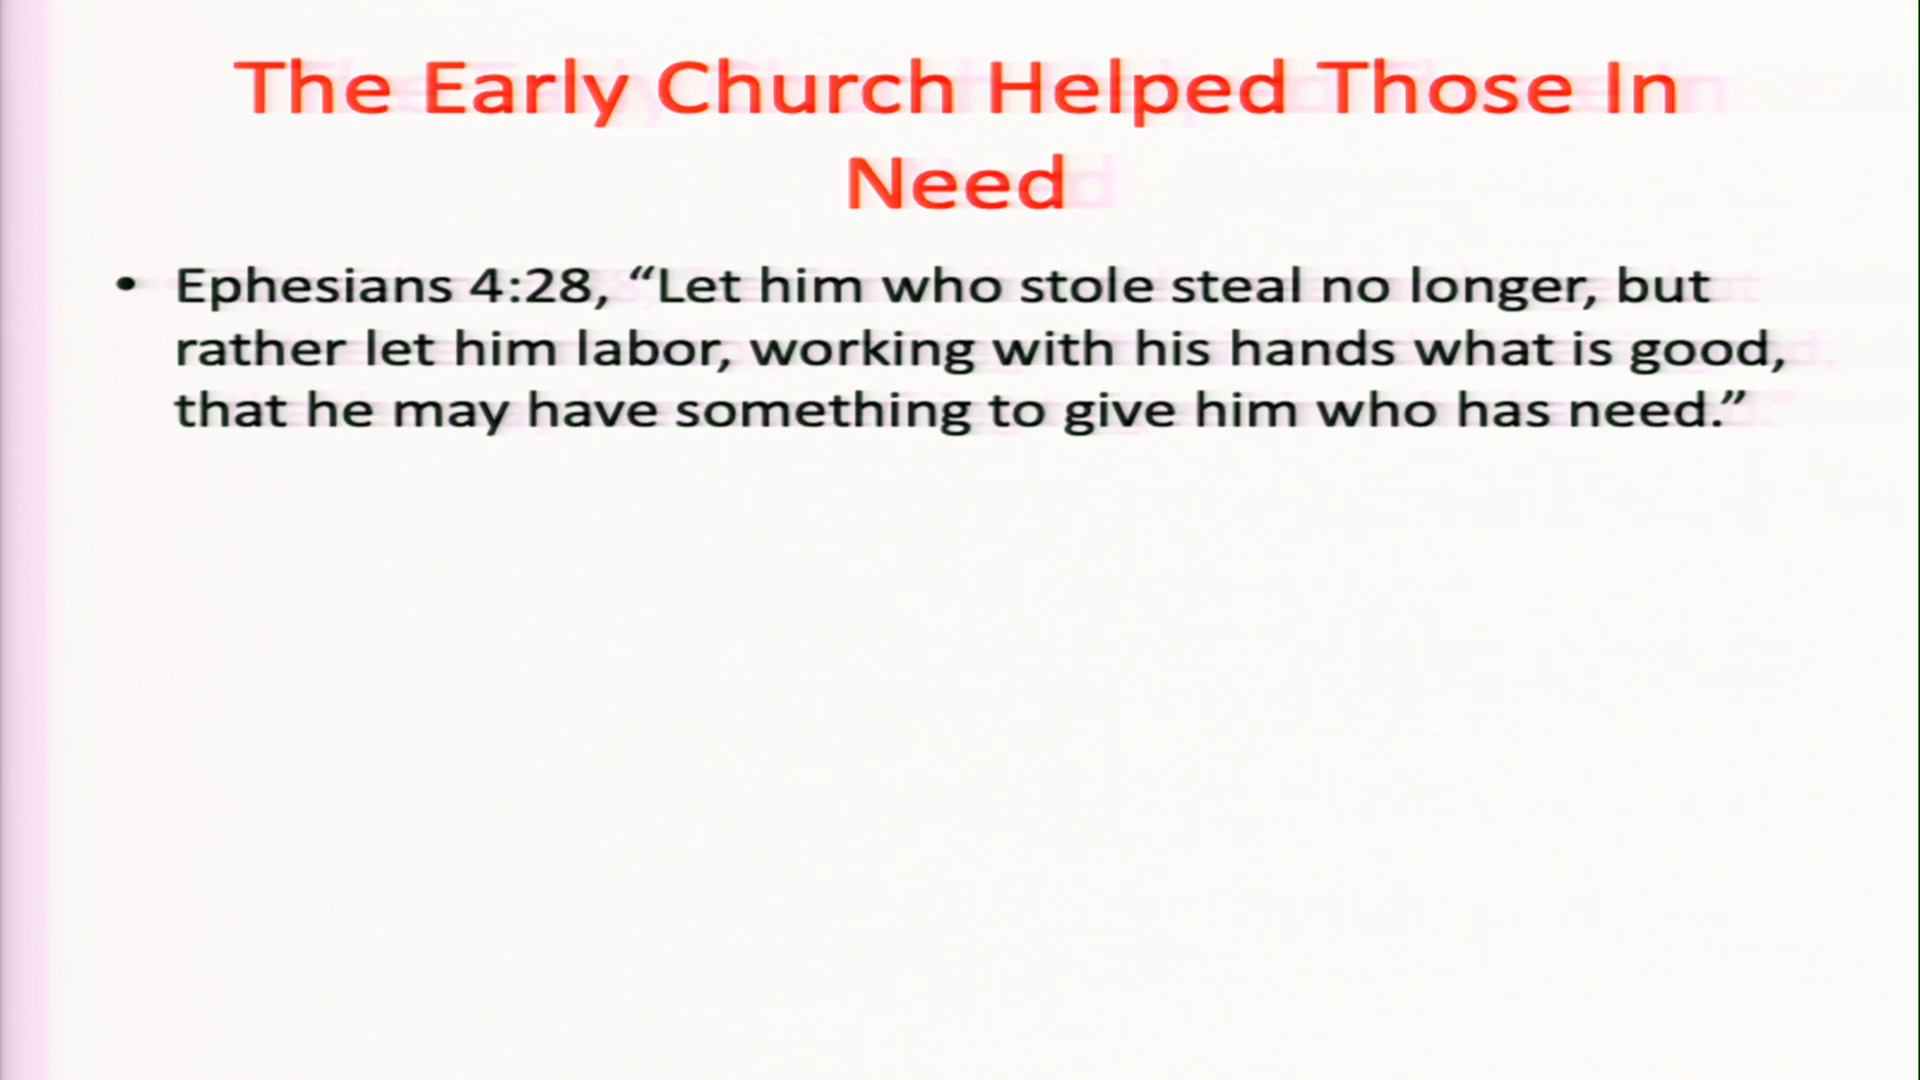 The Early Church Helped Those In
Need
• Ephesians 4:28, “Let him who stole steal no longer, but
rather let him labor, working with his hands what is good,
that he may have something to give him who has need.”